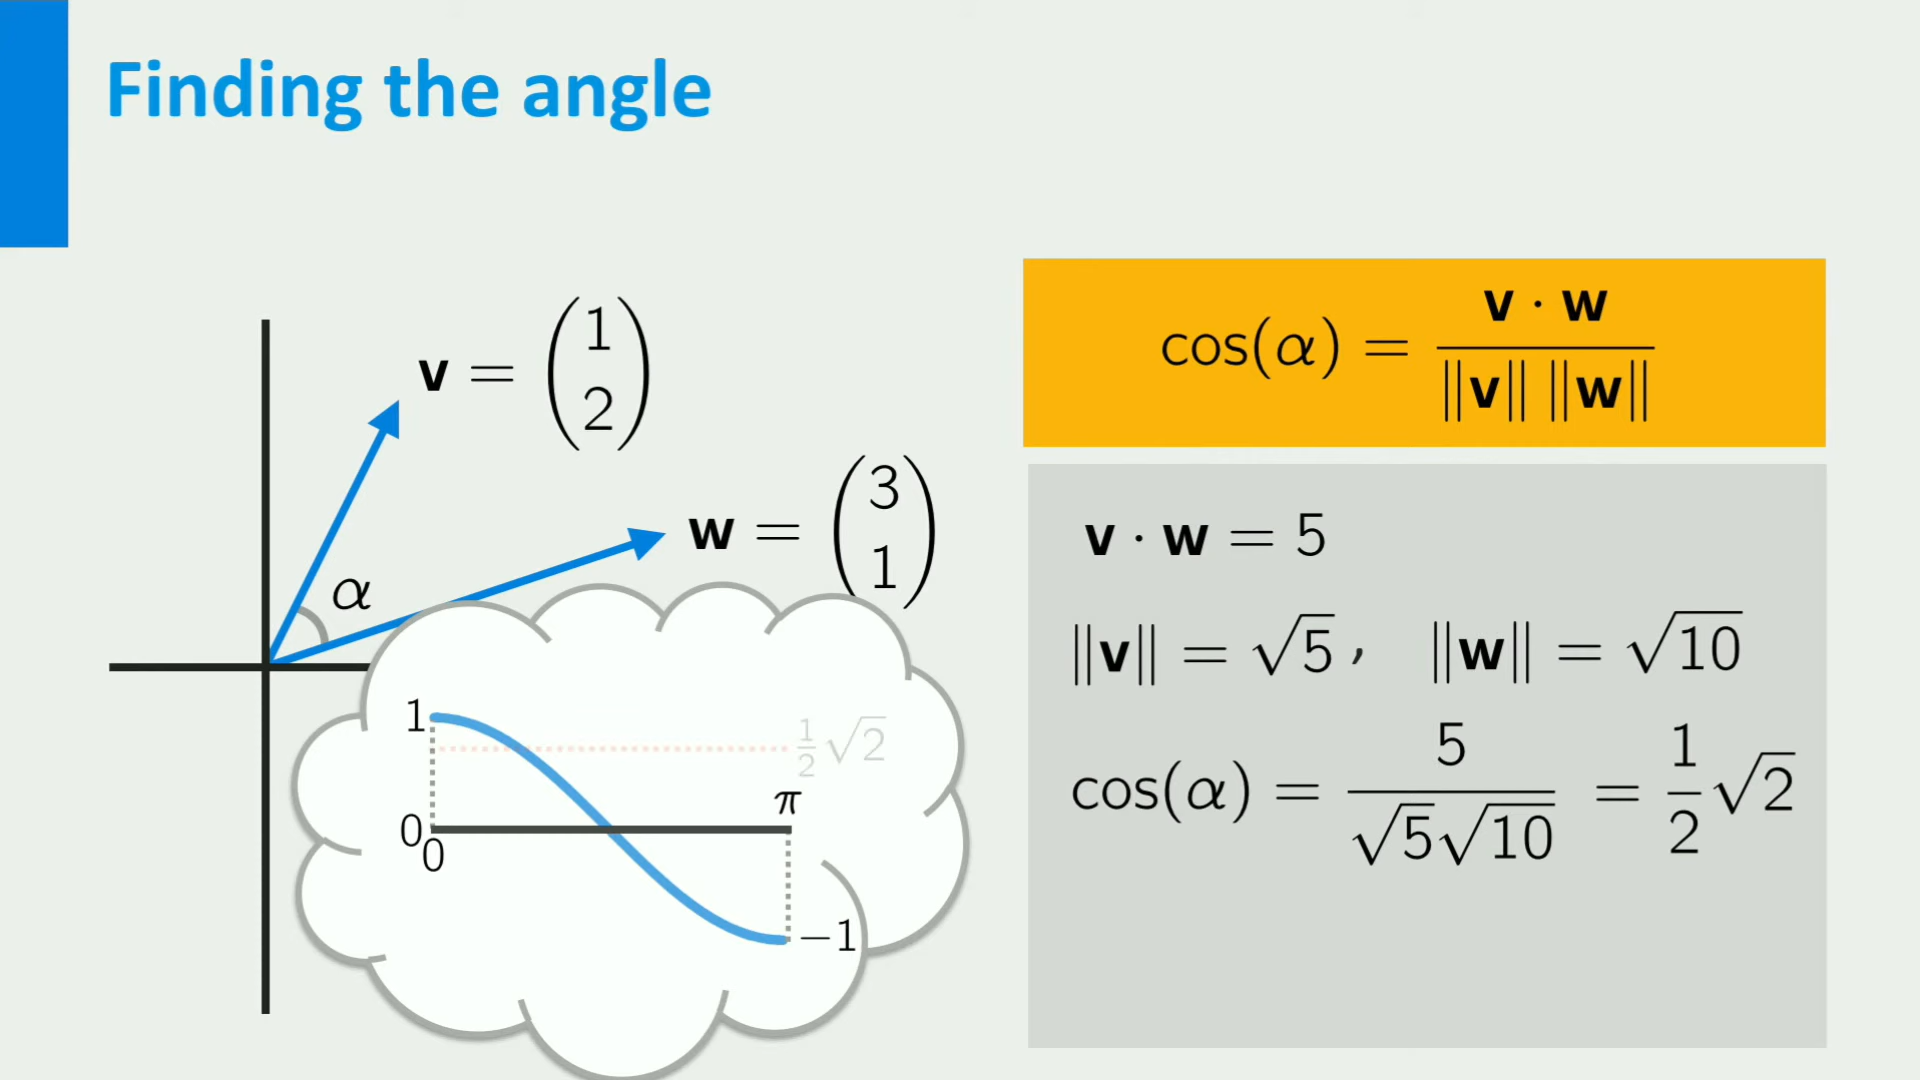 Finding the angle
v = (1 2)
w = (3 1)
α
cos(α) = v · w / ‖v‖ ‖w‖
v · w = 5
‖v‖ = √5 , ‖w‖ = √10
cos(α) = 5 / √5√10 = 1/2 √2
1
1/2 √2
π
0
0
−1